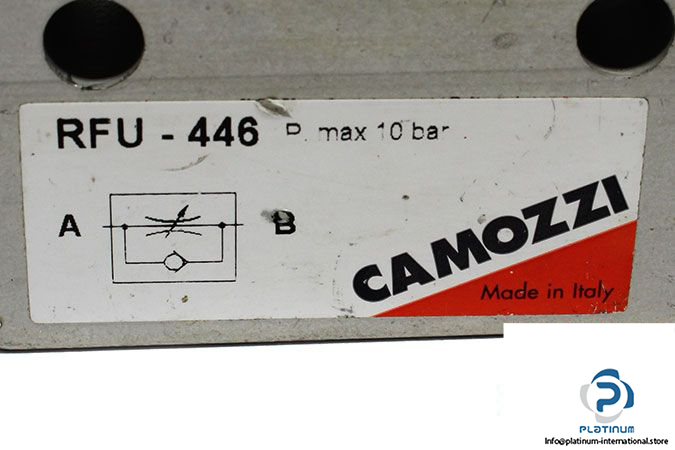 RFU - 446 P. max 10 bar
A B
CAMOZZI
Made in Italy
P
PLATINUM
Info@platinum-international.store